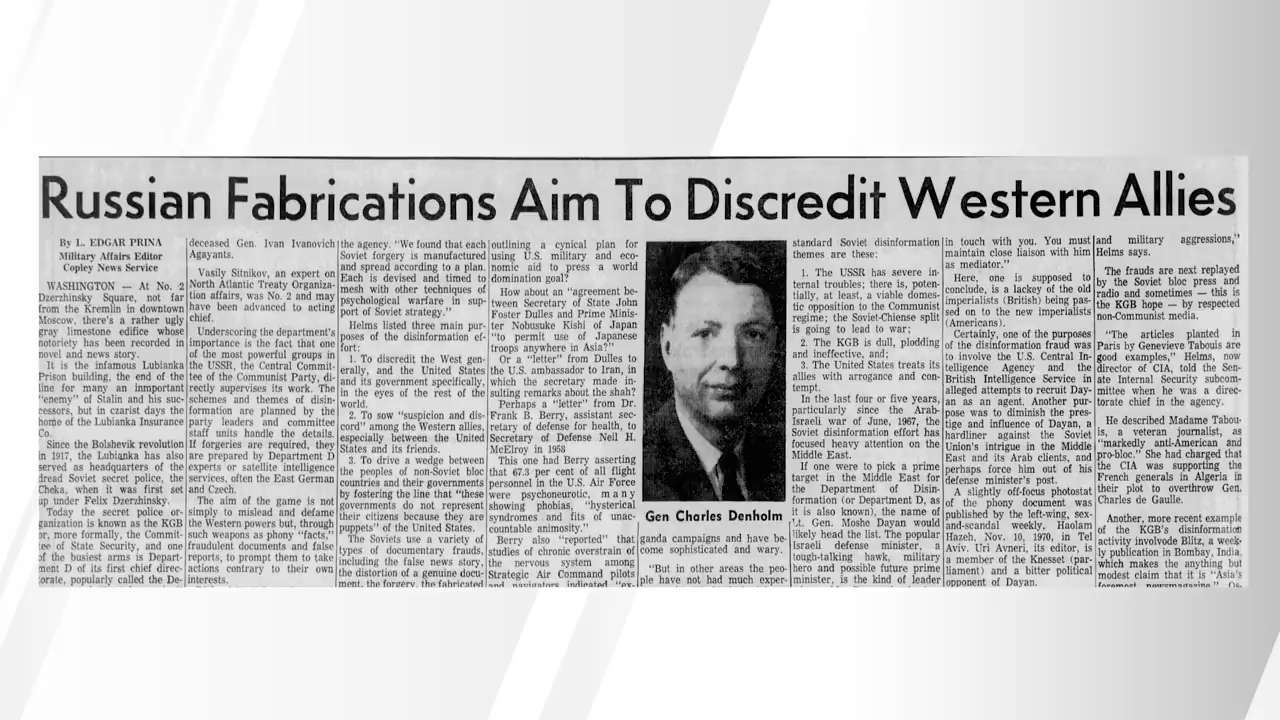 Russian Fabrications Aim To Discredit Western Allies
By L. EDGAR PRINA
Military Affairs Editor
Copley News Service
WASHINGTON — At No. 2
Dzerzhinsky Square, not far
from the Kremlin in downtown
Moscow, there's a rather ugly
gray limestone edifice whose
notoriety has been recorded in
novel and news story.
It is the infamous Lubianka
Prison building, the end of the
line for many an important
"enemy" of Stalin and his suc-
cessors, but in czarist days the
home of the Lubianka Insurance
Co.
Since the Bolshevik revolution
in 1917, the Lubianka has also
served as headquarters of the
dread Soviet secret police, the
Cheka, when it was first set
up under Felix Dzerzhinsky.
Today the secret police or-
ganization is known as the KGB
or, more formally, the Commit-
tee of State Security, and one
of the busiest arms is Depart-
ment D of its first chief direc-
orate, popularly called the De-
deceased Gen. Ivan Ivanovich
Agayants.
Vasily Sitnikov, an expert on
North Atlantic Treaty Organiza-
tion affairs, was No. 2 and may
have been advanced to acting
chief.
Underscoring the department's
importance is the fact that one
of the most powerful groups in
the USSR, the Central Commit-
tee of the Communist Party, di-
rectly supervises its work. The
schemes and themes of disin-
formation are planned by the
party leaders and committee
staff units handle the details.
If forgeries are required, they
are prepared by Department D
experts or satellite intelligence
services, often the East German
and Czech.
The aim of the game is not
simply to mislead and defame
the Western powers but, through
such weapons as phony "facts,"
fraudulent documents and false
reports, to prompt them to take
actions contrary to their own
interests.
the agency. "We found that each
Soviet forgery is manufactured
and spread according to a plan.
Each is devised and timed to
mesh with other techniques of
psychological warfare in sup-
port of Soviet strategy."
Helms listed three main pur-
poses of the disinformation ef-
fort:
1. To discredit the West gen-
erally, and the United States
and its government specifically,
in the eyes of the rest of the
world.
2. To sow "suspicion and dis-
cord" among the Western allies,
especially between the United
States and its friends.
3. To drive a wedge between
the peoples of non-Soviet bloc
countries and their governments
by fostering the line that "these
governments do not represent
their citizens because they are
puppets" of the United States.
The Soviets use a variety of
types of documentary frauds,
including the false news story,
the distortion of a genuine docu-
ment, the forgery, the fabricated
outlining a cynical plan for
using U.S. military and eco-
nomic aid to press a world
domination goal?
How about an "agreement be-
tween Secretary of State John
Foster Dulles and Prime Minis-
ter Nobusuke Kishi of Japan
"to permit use of Japanese
troops anywhere in Asia?"
Or a "letter" from Dulles to
the U.S. ambassador to Iran, in
which the secretary made in-
sulting remarks about the shah?
Perhaps a "letter" from Dr.
Frank B. Berry, assistant sec-
retary of defense for health, to
Secretary of Defense Neil H.
McElroy in 1958
This one had Berry asserting
that 67.3 per cent of all flight
personnel in the U.S. Air Force
were psychoneurotic, many
showing phobias, "hysterical
syndromes and fits of unac-
countable animosity."
Berry also "reported" that
studies of chronic overstrain of
the nervous system among
Strategic Air Command pilots
and navigators indicated "ex-
Gen Charles Denholm
ganda campaigns and have be-
come sophisticated and wary.
"But in other areas the peo-
ple have not had much exper-
standard Soviet disinformation
themes are these:
1. The USSR has severe in-
ternal troubles; there is, poten-
tially, at least, a viable domes-
tic opposition to the Communist
regime; the Soviet-Chiense split
is going to lead to war;
2. The KGB is dull, plodding
and ineffective, and;
3. The United States treats its
allies with arrogance and con-
tempt.
In the last four or five years,
particularly since the Arab-
Israeli war of June, 1967, the
Soviet disinformation effort has
focused heavy attention on the
Middle East.
If one were to pick a prime
target in the Middle East for
the Department of Disin-
formation (or Department D, as
it is also known), the name of
Lt. Gen. Moshe Dayan would
likely head the list. The popular
Israeli defense minister, a
tough-talking hawk, military
hero and possible future prime
minister, is the kind of leader
in touch with you. You must
maintain close liaison with him
as mediator."
Here, one is supposed to
conclude, is a lackey of the old
imperialists (British) being pas-
sed on to the new imperialists
(Americans).
Certainly, one of the purposes
of the disinformation fraud was
to involve the U.S. Central In-
telligence Agency and the
British Intelligence Service in
alleged attempts to recruit Day-
an as an agent. Another pur-
pose was to diminish the pres-
tige and influence of Dayan, a
hardliner against the Soviet
Union's intrigue in the Middle
East and its Arab clients, and
perhaps force him out of his
defense minister's post.
A slightly off-focus photostat
of the phony document was
published by the left-wing, sex-
and-scandal weekly, Haolam
Hazeh, Nov. 10, 1970, in Tel
Aviv. Uri Avneri, its editor, is
a member of the Knesset (par-
liament) and a bitter political
opponent of Dayan.
and military aggressions,"
Helms says.
The frauds are next replayed
by the Soviet bloc press and
radio and sometimes — this is
the KGB hope — by respected
non-Communist media.
"The articles planted in
Paris by Genevieve Tabouis are
good examples," Helms, now
director of CIA, told the Sen-
ate Internal Security subcom-
mittee when he was a direc-
torate chief in the agency.
He described Madame Tabou-
is, a veteran journalist, as
"markedly anti-American and
pro-bloc." She had charged that
the CIA was supporting the
French generals in Algeria in
their plot to overthrow Gen.
Charles de Gaulle.
Another, more recent example
of the KGB's disinformation
activity involvode Blitz, a week-
ly publication in Bombay, India,
which makes the anything but
modest claim that it is "Asia's
foremost newsmagazine."